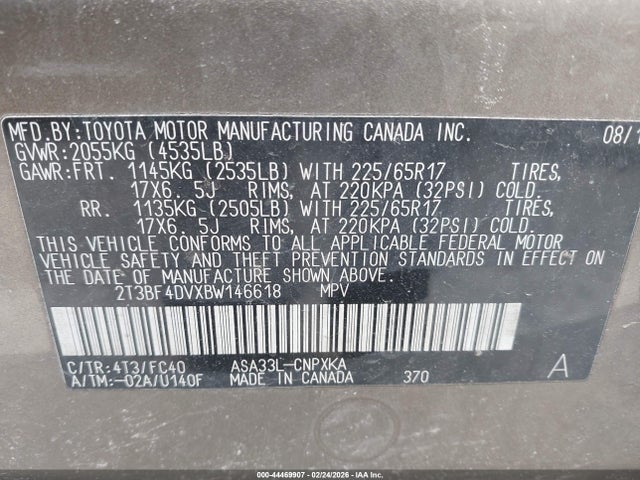 MFD.BY:TOYOTA MOTOR MANUFACTURING CANADA INC. 08/1
GVWR:2055KG (4535LB)
GAWR:FRT. 1145KG (2535LB) WITH 225/65R17 TIRES,
17X6. 5J RIMS, AT 220KPA (32PSI) COLD.
RR. 1135KG (2505LB) WITH 225/65R17 TIRES,
17X6. 5J RIMS, AT 220KPA (32PSI) COLD.
THIS VEHICLE CONFORMS TO ALL APPLICABLE FEDERAL MOTOR
VEHICLE SAFETY AND THEFT PREVENTION STANDARDS IN EFFECT ON
THE DATE OF MANUFACTURE SHOWN ABOVE.
2T3BF4DVXBW146618 MPV
C/TR:4T3/FC40 ASA33L-CNPXKA A
A/TM:-02A/U140F MADE IN CANADA 370
000-44469907 - 02/24/2026 - IAA Inc.